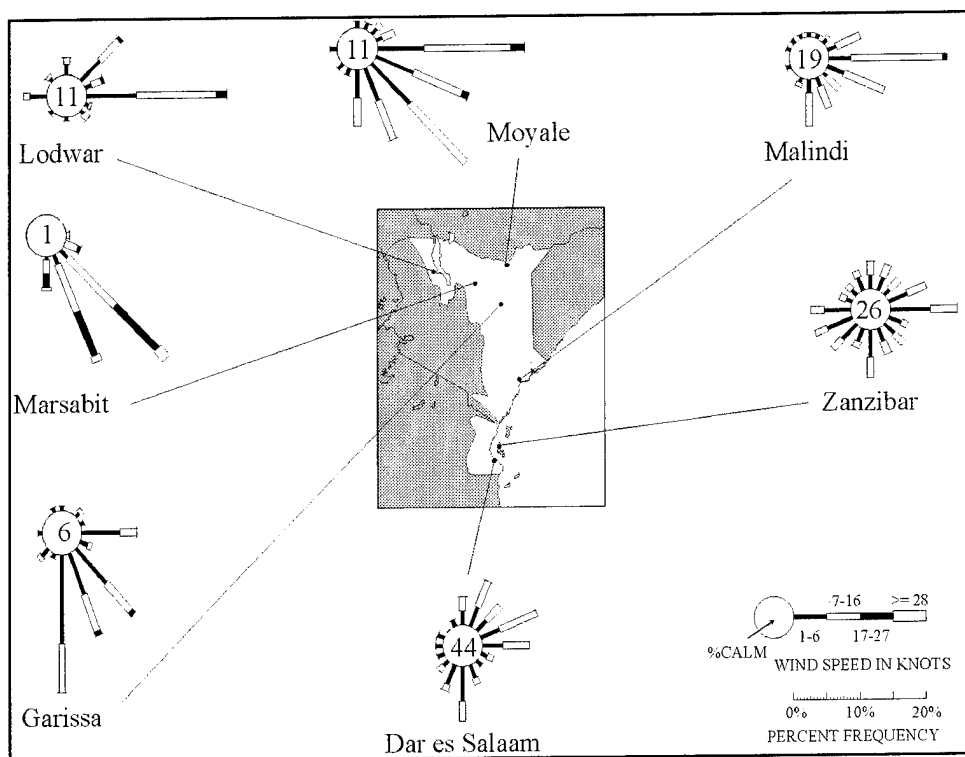 11
11
19
Lodwar
Moyale
Malindi
1
26
Marsabit
Zanzibar
6
44
7-16 >= 28
1-6 17-27
%CALM
WIND SPEED IN KNOTS
0% 10% 20%
PERCENT FREQUENCY
Garissa
Dar es Salaam